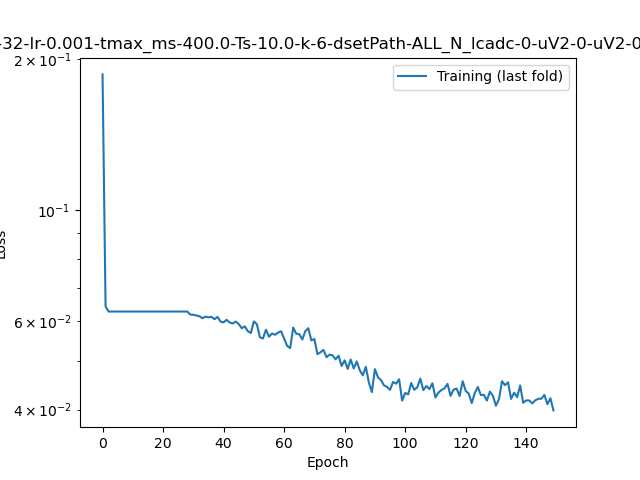 -32-lr-0.001-tmax_ms-400.0-Ts-10.0-k-6-dsetPath-ALL_N_lcadc-0-uV2-0-uV2-0
2 × 10⁻¹
Training (last fold)
10⁻¹
Loss
6 × 10⁻²
4 × 10⁻²
0 20 40 60 80 100 120 140
Epoch